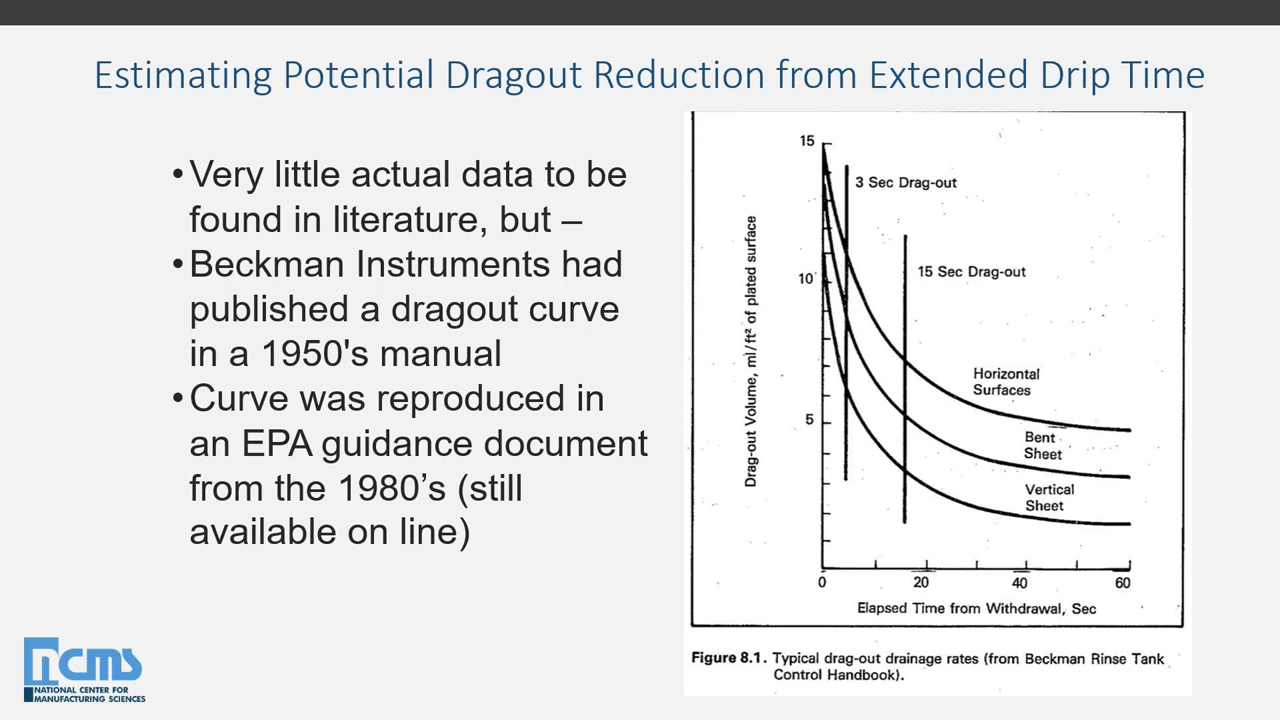 Estimating Potential Dragout Reduction from Extended Drip Time
•Very little actual data to be
found in literature, but –
•Beckman Instruments had
published a dragout curve
in a 1950's manual
•Curve was reproduced in
an EPA guidance document
from the 1980’s (still
available on line)
15
3 Sec Drag-out
15 Sec Drag-out
10
Drag-out Volume, ml/ft² of plated surface
Horizontal
Surfaces
5
Bent
Sheet
Vertical
Sheet
0 20 40 60
Elapsed Time from Withdrawal, Sec
Figure 8.1. Typical drag-out drainage rates (from Beckman Rinse Tank
Control Handbook).
ncms
NATIONAL CENTER FOR
MANUFACTURING SCIENCES